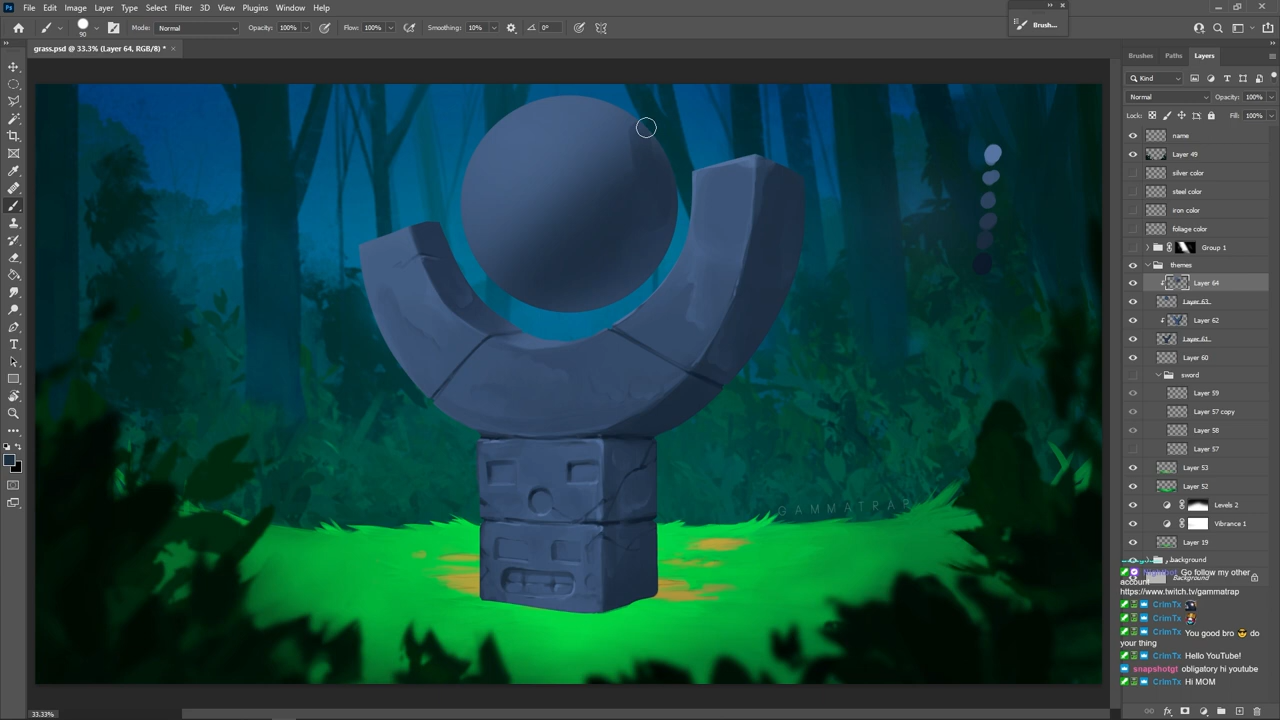 File Edit Image Layer Type Select Filter 3D View Plugins Window Help
Brush...
90 Mode: Normal Opacity: 100% Flow: 100% Smoothing: 10% 0°
grass.psd @ 33.3% (Layer 64, RGB/8) *
Brushes Paths Layers
Kind
Normal Opacity: 100%
Lock: Fill: 100%
name
Layer 49
silver color
steel color
iron color
foliage color
Group 1
themes
Layer 64
Layer 63
Layer 62
Layer 61
Layer 60
sword
Layer 59
Layer 57 copy
Layer 58
Layer 57
Layer 53
Layer 52
Levels 2
Vibrance 1
Layer 19
background
Background
GAMMATRAP
Nightbot Go follow my other
account
https://www.twitch.tv/gammatrap
CrimTx
CrimTx
CrimTx You good bro 😎 do
your thing
CrimTx Hello YouTube!
snapshotgt obligatory hi youtube
CrimTx Hi MOM
33.33%